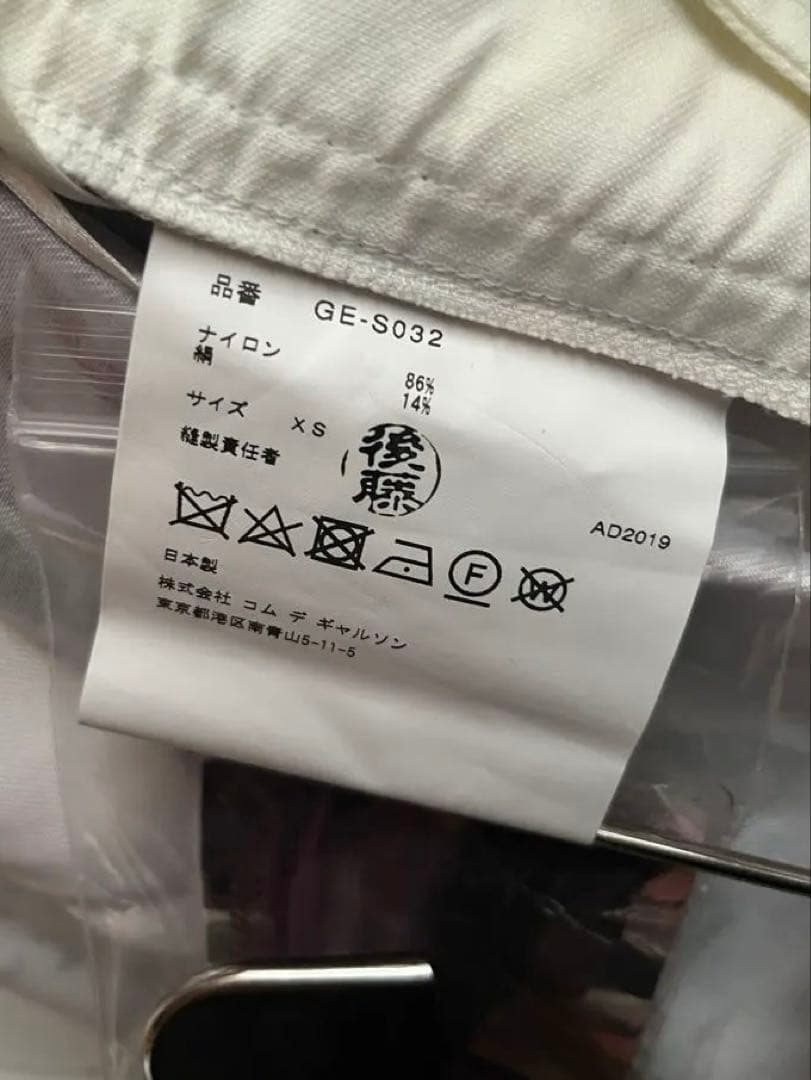 品番 GE-S032
ナイロン 86%
絹 14%
サイズ XS
縫製責任者 後藤
AD2019
F W
日本製
株式会社 コム デ ギャルソン
東京都港区南青山5-11-5